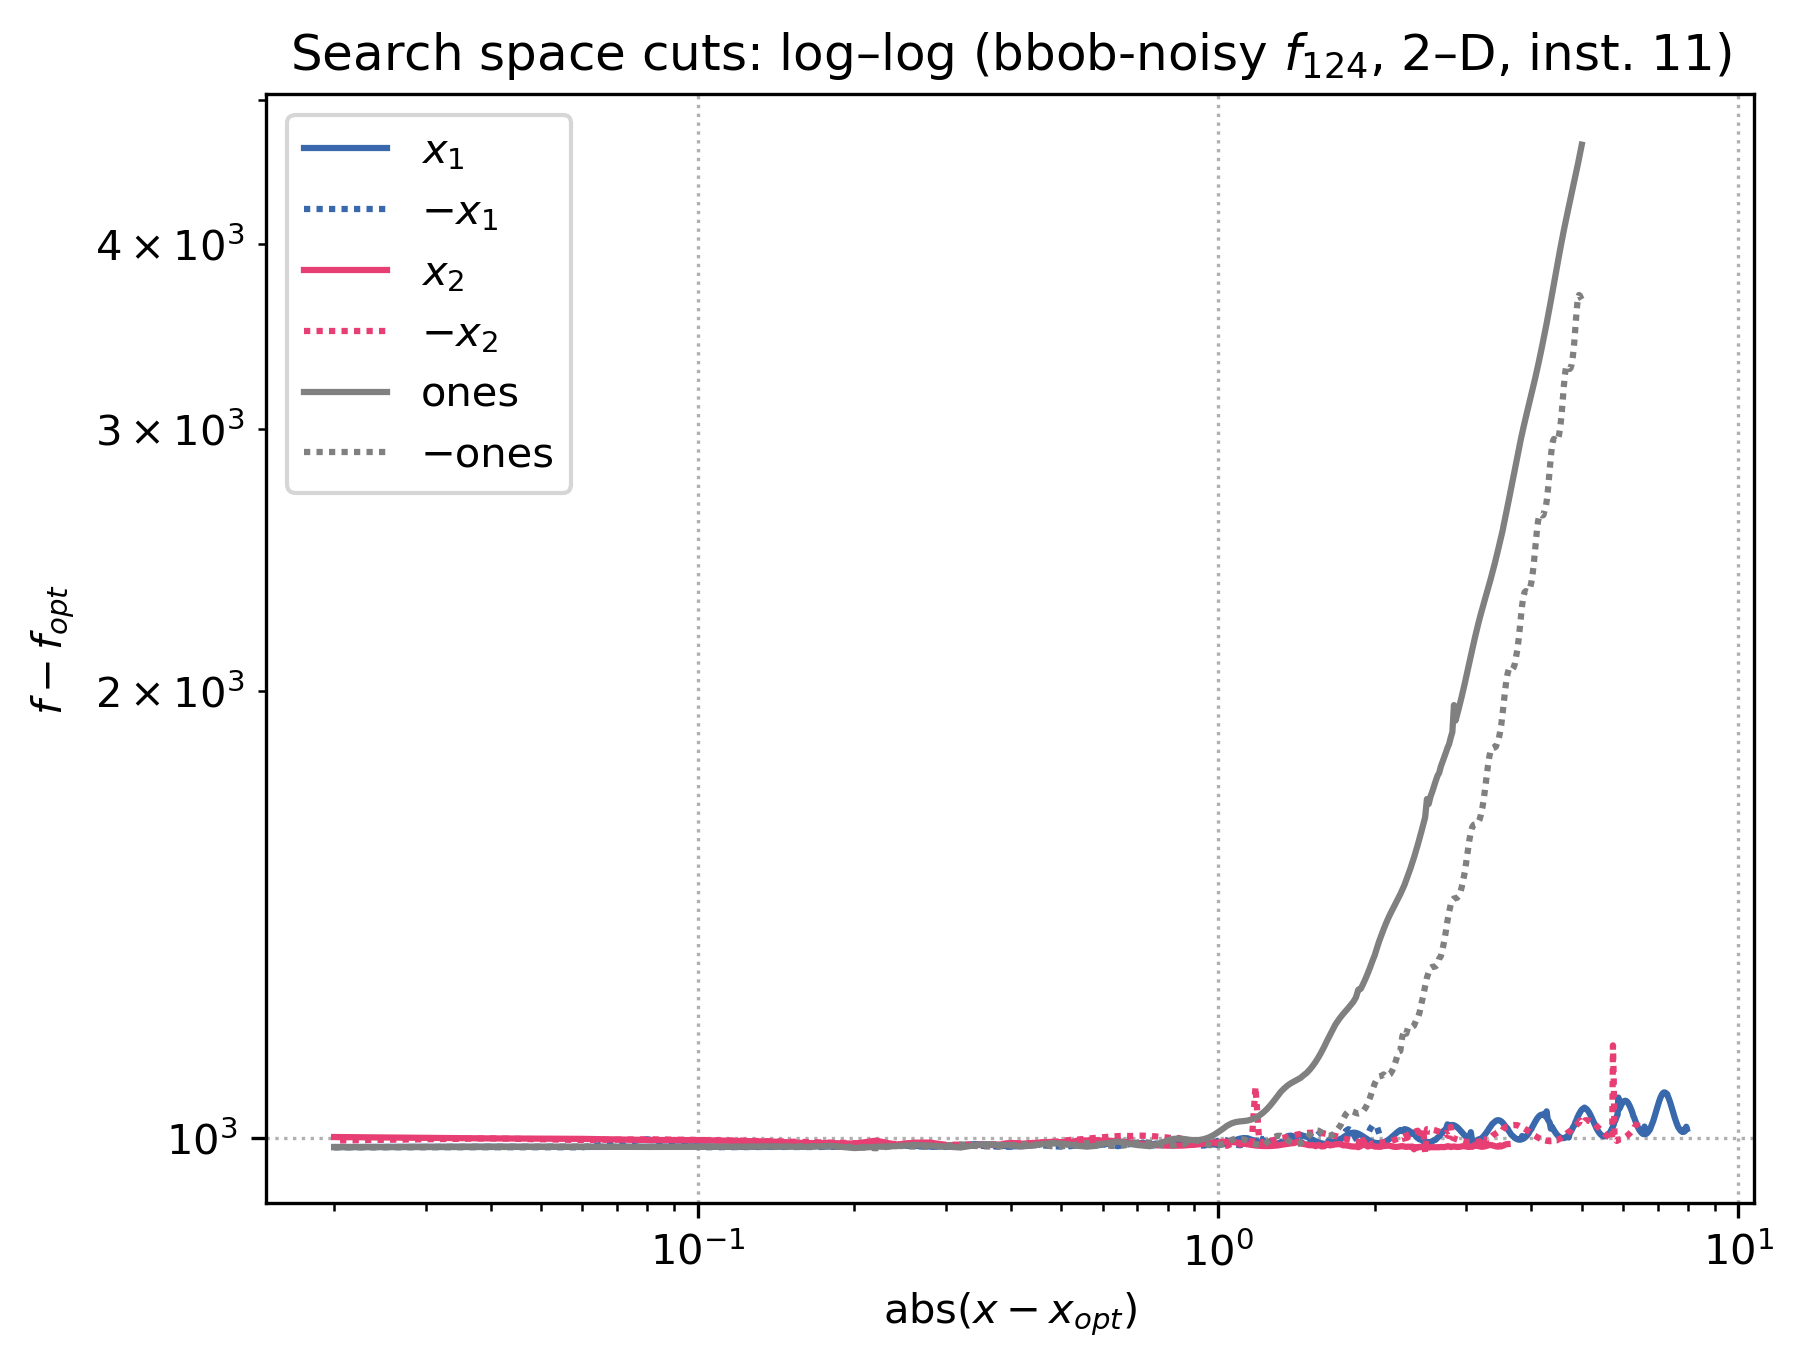 Search space cuts: log–log (bbob-noisy f₁₂₄, 2–D, inst. 11)
x₁
−x₁
x₂
−x₂
ones
−ones
4 × 10³
3 × 10³
2 × 10³
10³
f − fₒₚₜ
10⁻¹
10⁰
10¹
abs(x − xₒₚₜ)